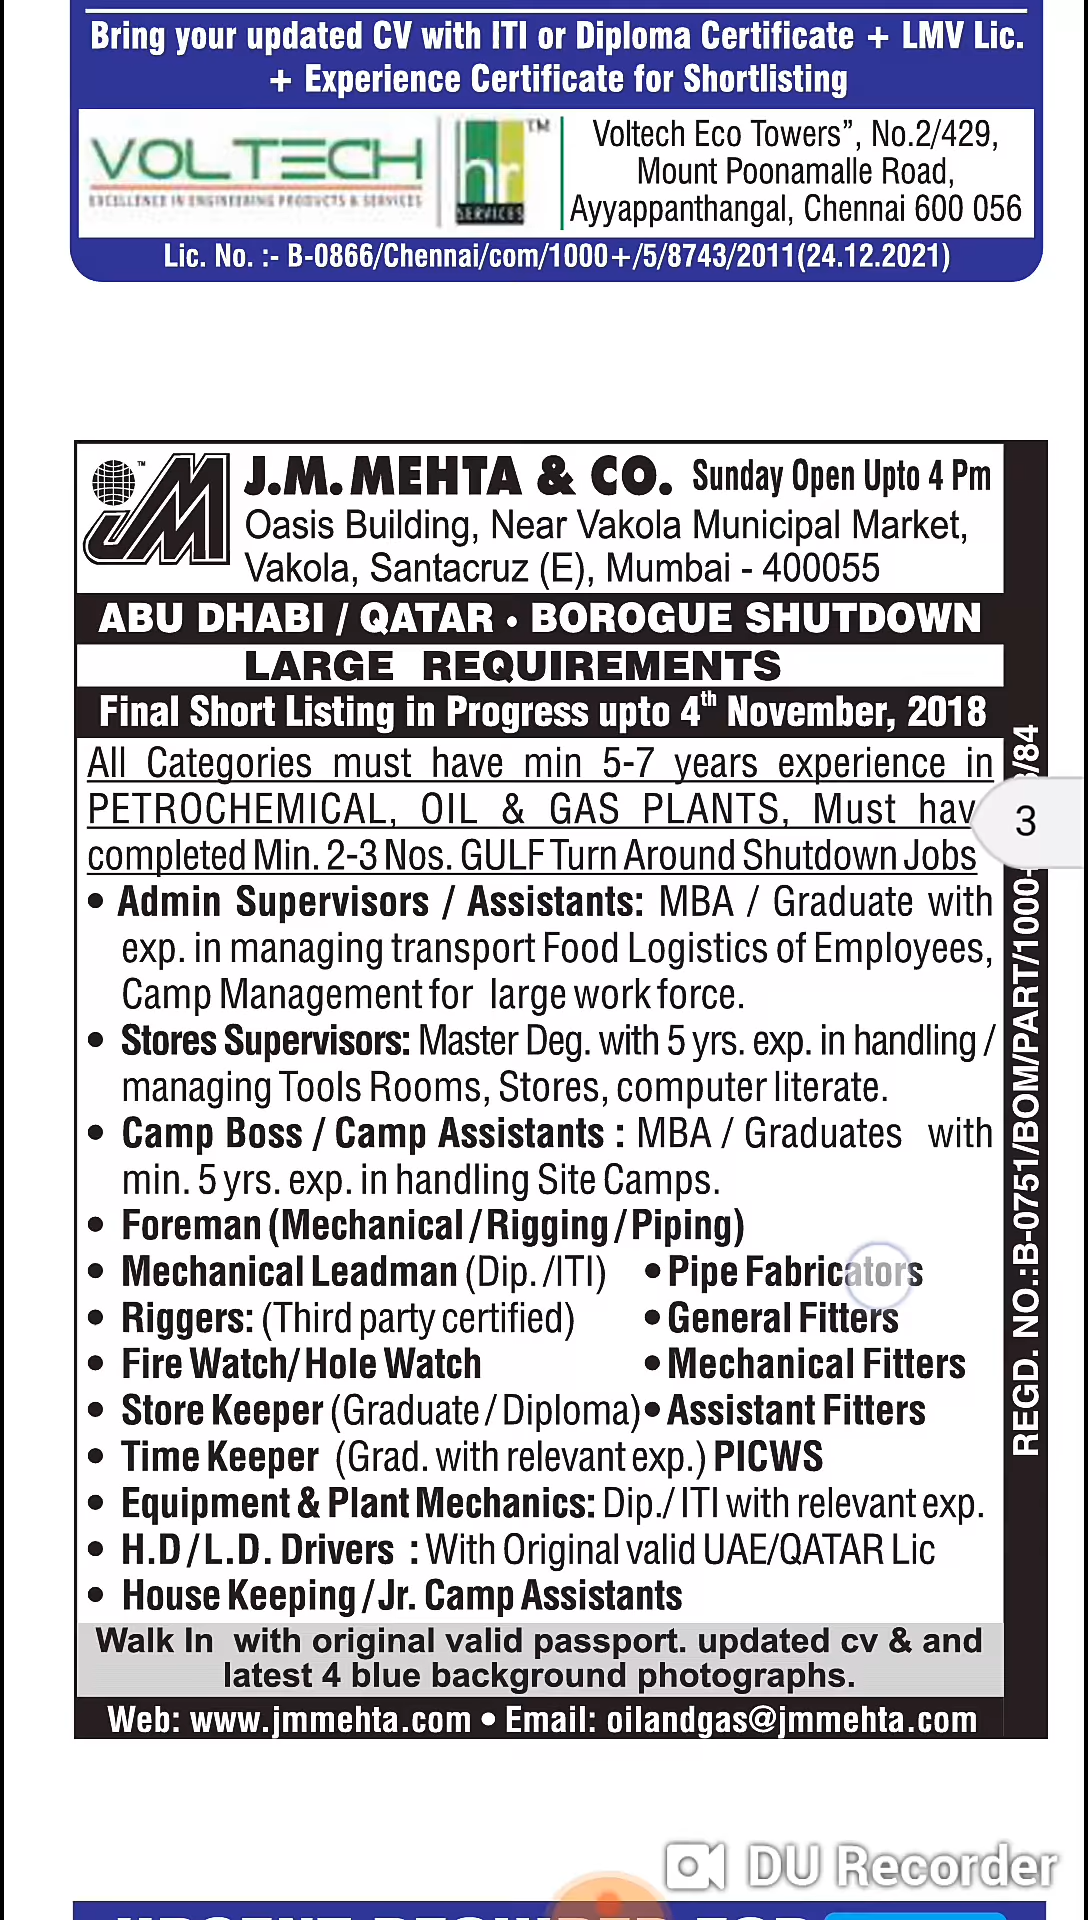 Bring your updated CV with ITI or Diploma Certificate + LMV Lic.
+ Experience Certificate for Shortlisting
VOLTECH
EXCELLENCE IN ENGINEERING PRODUCTS & SERVICES
hr TM
SERVICES
Voltech Eco Towers”, No.2/429,
Mount Poonamalle Road,
Ayyappanthangal, Chennai 600 056
Lic. No. :- B-0866/Chennai/com/1000+/5/8743/2011(24.12.2021)
JM ™
J.M. MEHTA & CO. Sunday Open Upto 4 Pm
Oasis Building, Near Vakola Municipal Market,
Vakola, Santacruz (E), Mumbai - 400055
ABU DHABI / QATAR • BOROGUE SHUTDOWN
LARGE REQUIREMENTS
Final Short Listing in Progress upto 4th November, 2018
All Categories must have min 5-7 years experience in
PETROCHEMICAL, OIL & GAS PLANTS, Must hav
completed Min. 2-3 Nos. GULF Turn Around Shutdown Jobs
• Admin Supervisors / Assistants: MBA / Graduate with
exp. in managing transport Food Logistics of Employees,
Camp Management for large work force.
• Stores Supervisors: Master Deg. with 5 yrs. exp. in handling /
managing Tools Rooms, Stores, computer literate.
• Camp Boss / Camp Assistants : MBA / Graduates with
min. 5 yrs. exp. in handling Site Camps.
• Foreman (Mechanical / Rigging / Piping)
• Mechanical Leadman (Dip. /ITI) • Pipe Fabricators
• Riggers: (Third party certified) • General Fitters
• Fire Watch/ Hole Watch • Mechanical Fitters
• Store Keeper (Graduate / Diploma) • Assistant Fitters
• Time Keeper (Grad. with relevant exp.) PICWS
• Equipment & Plant Mechanics: Dip./ ITI with relevant exp.
• H.D / L.D. Drivers : With Original valid UAE/QATAR Lic
• House Keeping / Jr. Camp Assistants
Walk In with original valid passport. updated cv & and
latest 4 blue background photographs.
Web: www.jmmehta.com • Email: oilandgas@jmmehta.com
REGD. NO.:B-0751/BOM/PART/1000
/84
3
DU Recorder